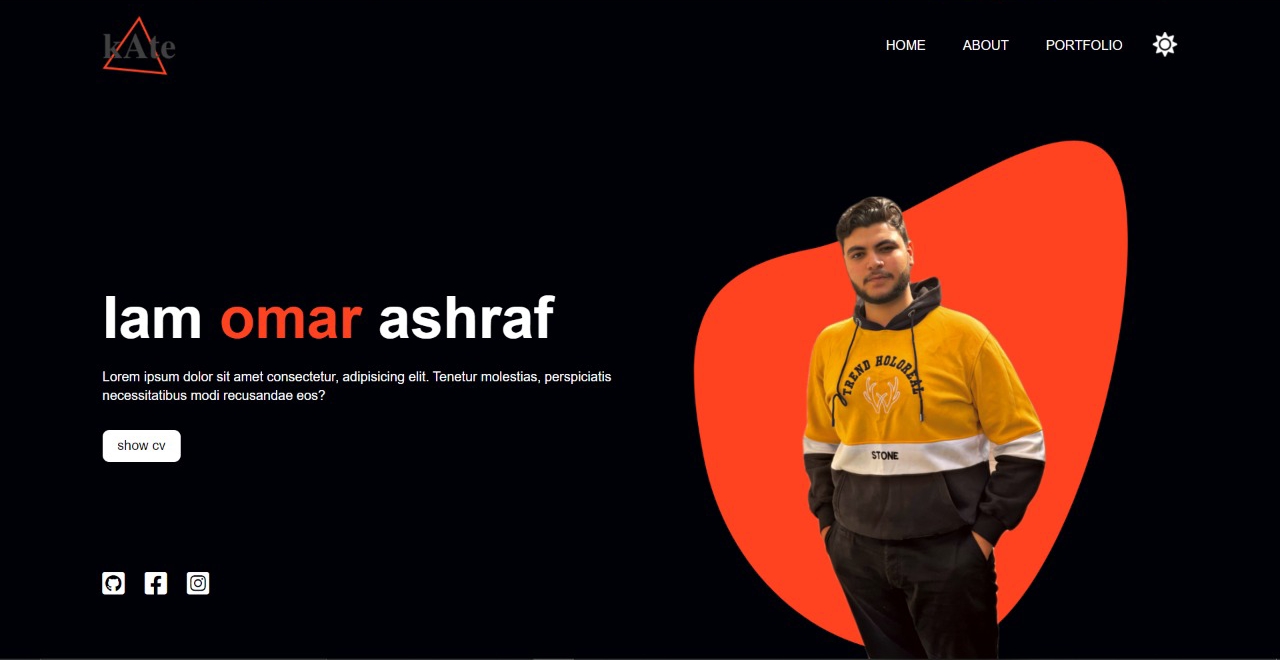 kAte
HOME ABOUT PORTFOLIO
Iam omar ashraf
Lorem ipsum dolor sit amet consectetur, adipisicing elit. Tenetur molestias, perspiciatis
necessitatibus modi recusandae eos?
show cv
TREND HOLOREAL
STONE